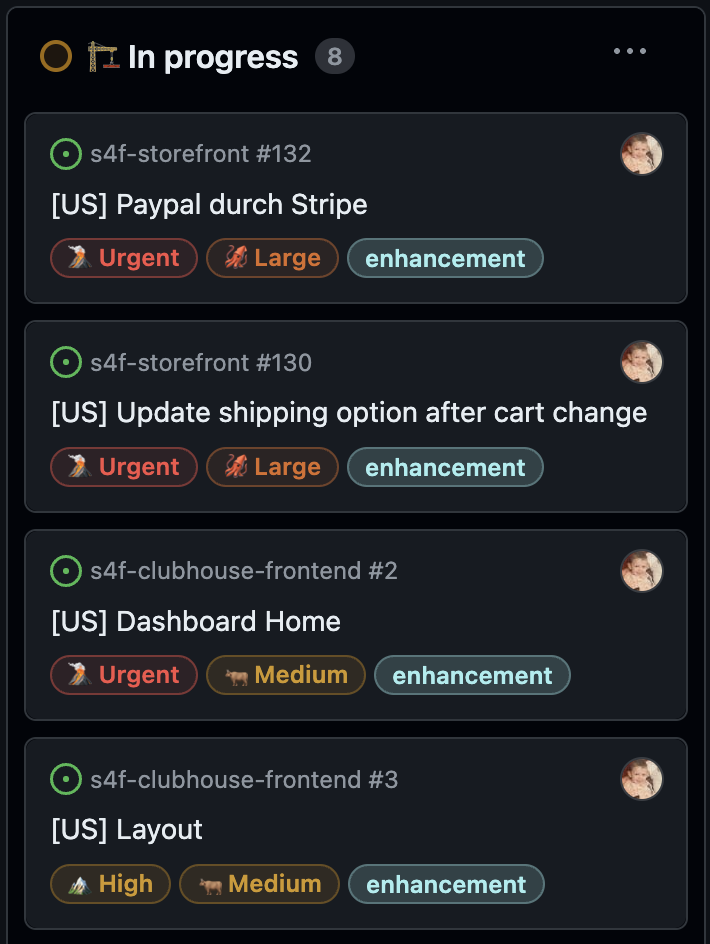 In progress 8
s4f-storefront #132
[US] Paypal durch Stripe
Urgent Large enhancement
s4f-storefront #130
[US] Update shipping option after cart change
Urgent Large enhancement
s4f-clubhouse-frontend #2
[US] Dashboard Home
Urgent Medium enhancement
s4f-clubhouse-frontend #3
[US] Layout
High Medium enhancement